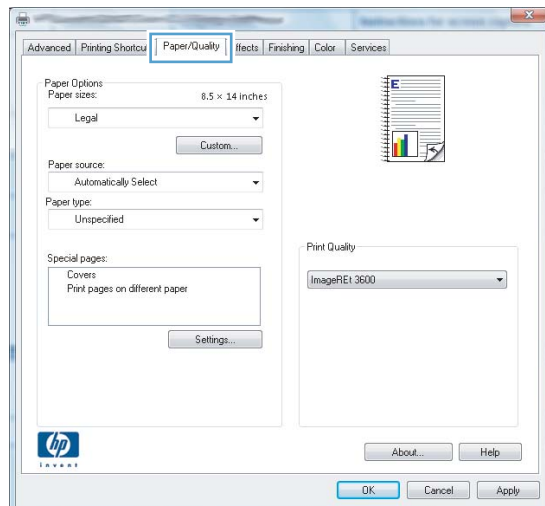 Advanced
Printing Shortcu
Paper/Quality
ffects
Finishing
Color
Services
Paper Options
Paper sizes:
8.5 × 14 inches
Legal
Custom...
Paper source:
Automatically Select
Paper type:
Unspecified
Special pages:
Covers
Print pages on different paper
Settings...
E
Print Quality
ImageREt 3600
hp
invent
About...
Help
OK
Cancel
Apply